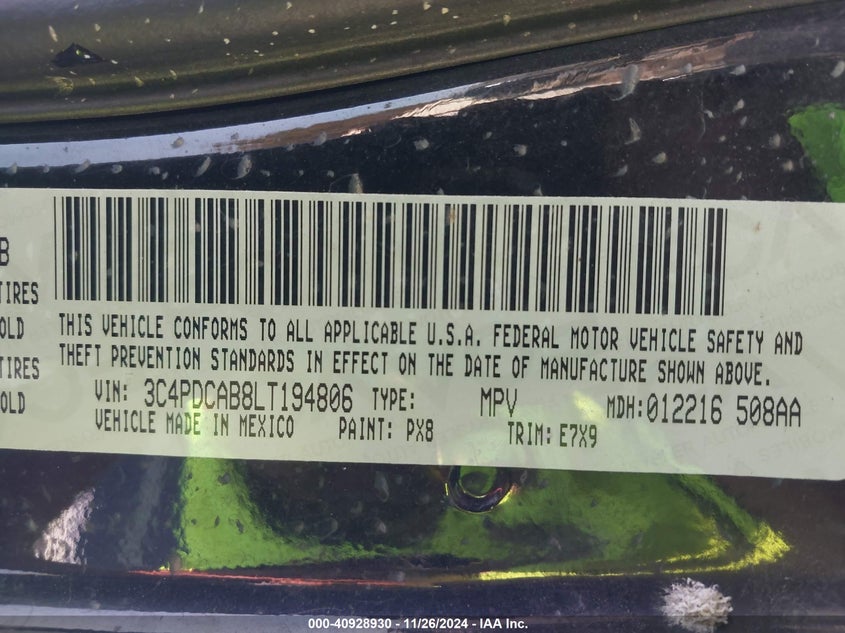 B
TIRES
OLD
TIRES
OLD
THIS VEHICLE CONFORMS TO ALL APPLICABLE U.S.A. FEDERAL MOTOR VEHICLE SAFETY AND
THEFT PREVENTION STANDARDS IN EFFECT ON THE DATE OF MANUFACTURE SHOWN ABOVE.
VIN: 3C4PDCAB8LT194806 TYPE: MPV MDH:012216 508AA
VEHICLE MADE IN MEXICO PAINT: PX8 TRIM: E7X9
000-40928930 - 11/26/2024 - IAA Inc.